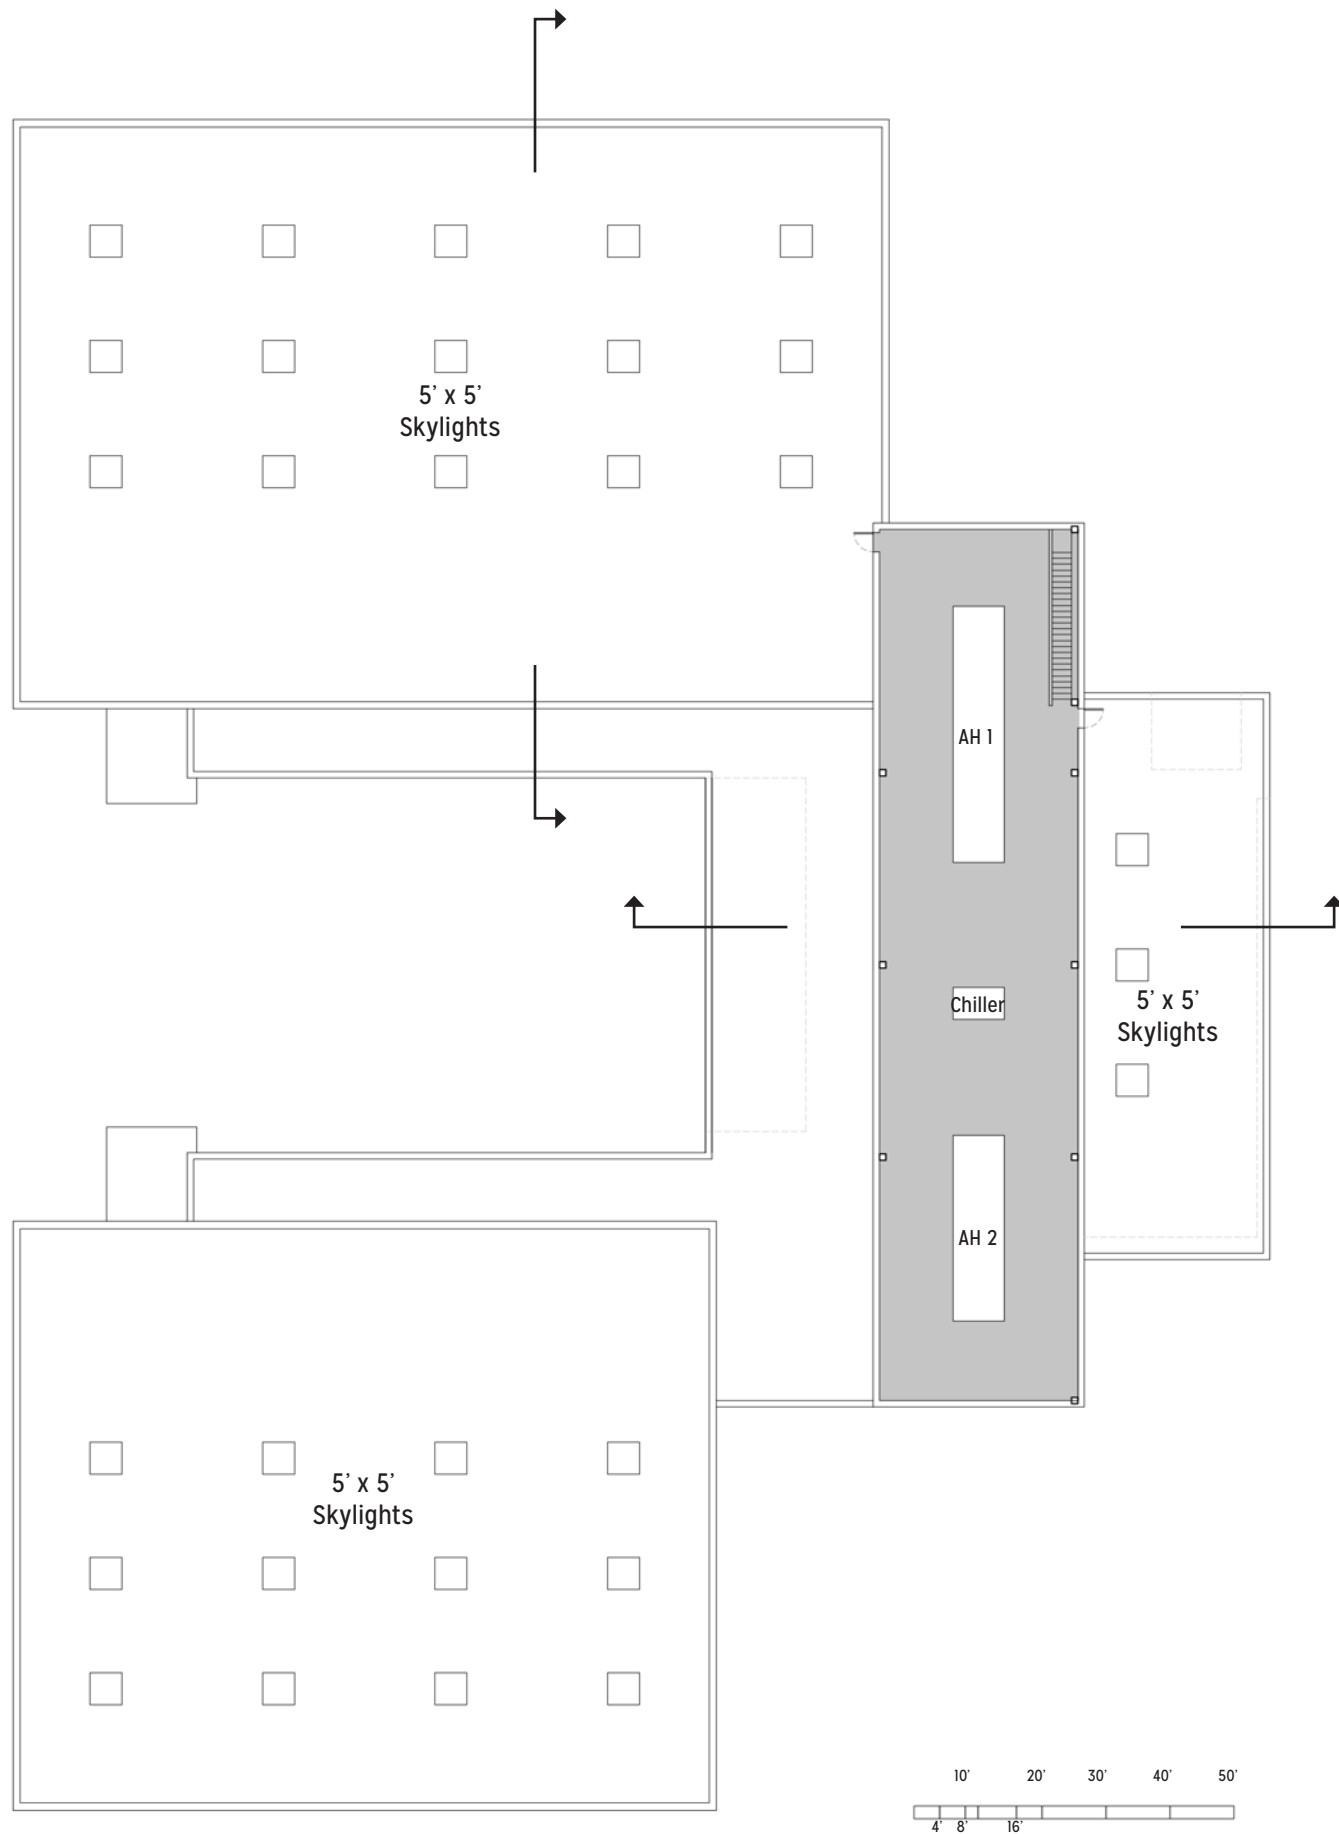 5’ x 5’
Skylights
AH 1
Chiller
5’ x 5’
Skylights
AH 2
5’ x 5’
Skylights
10’ 20’ 30’ 40’ 50’
4’ 8’ 16’